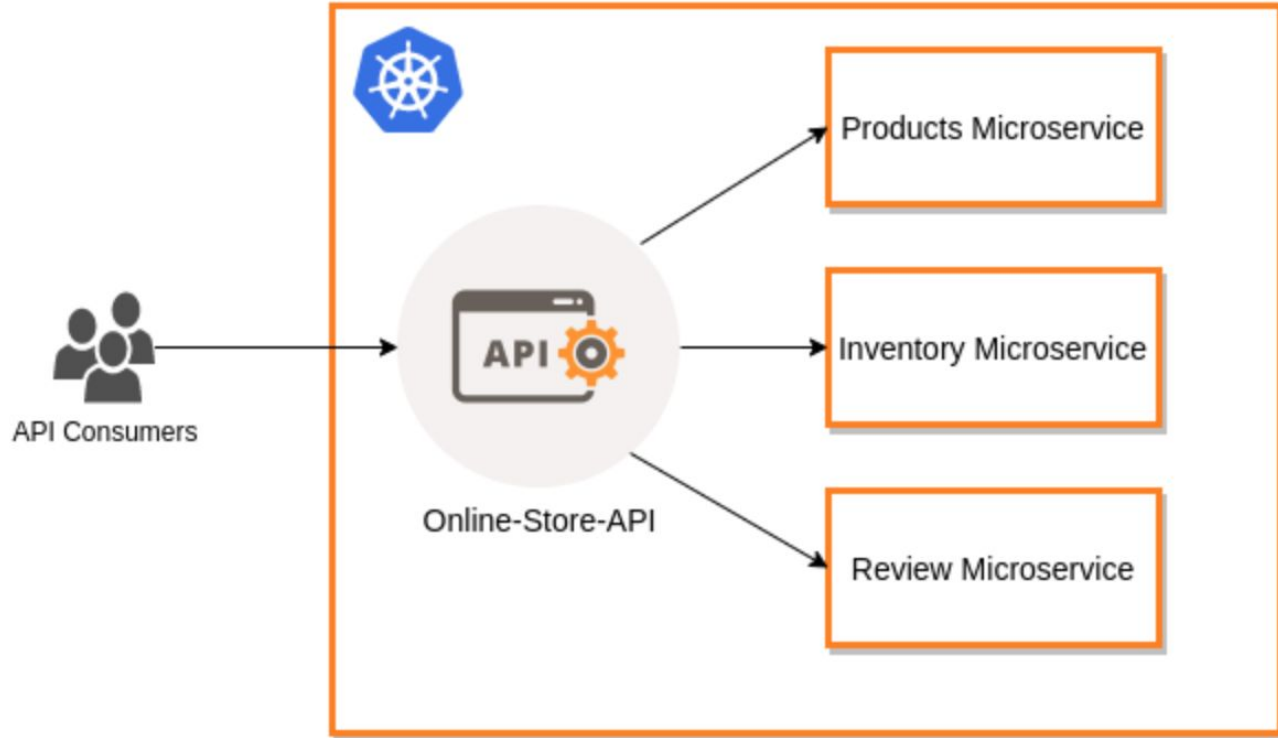 Products Microservice
API
Inventory Microservice
API Consumers
Online-Store-API
Review Microservice